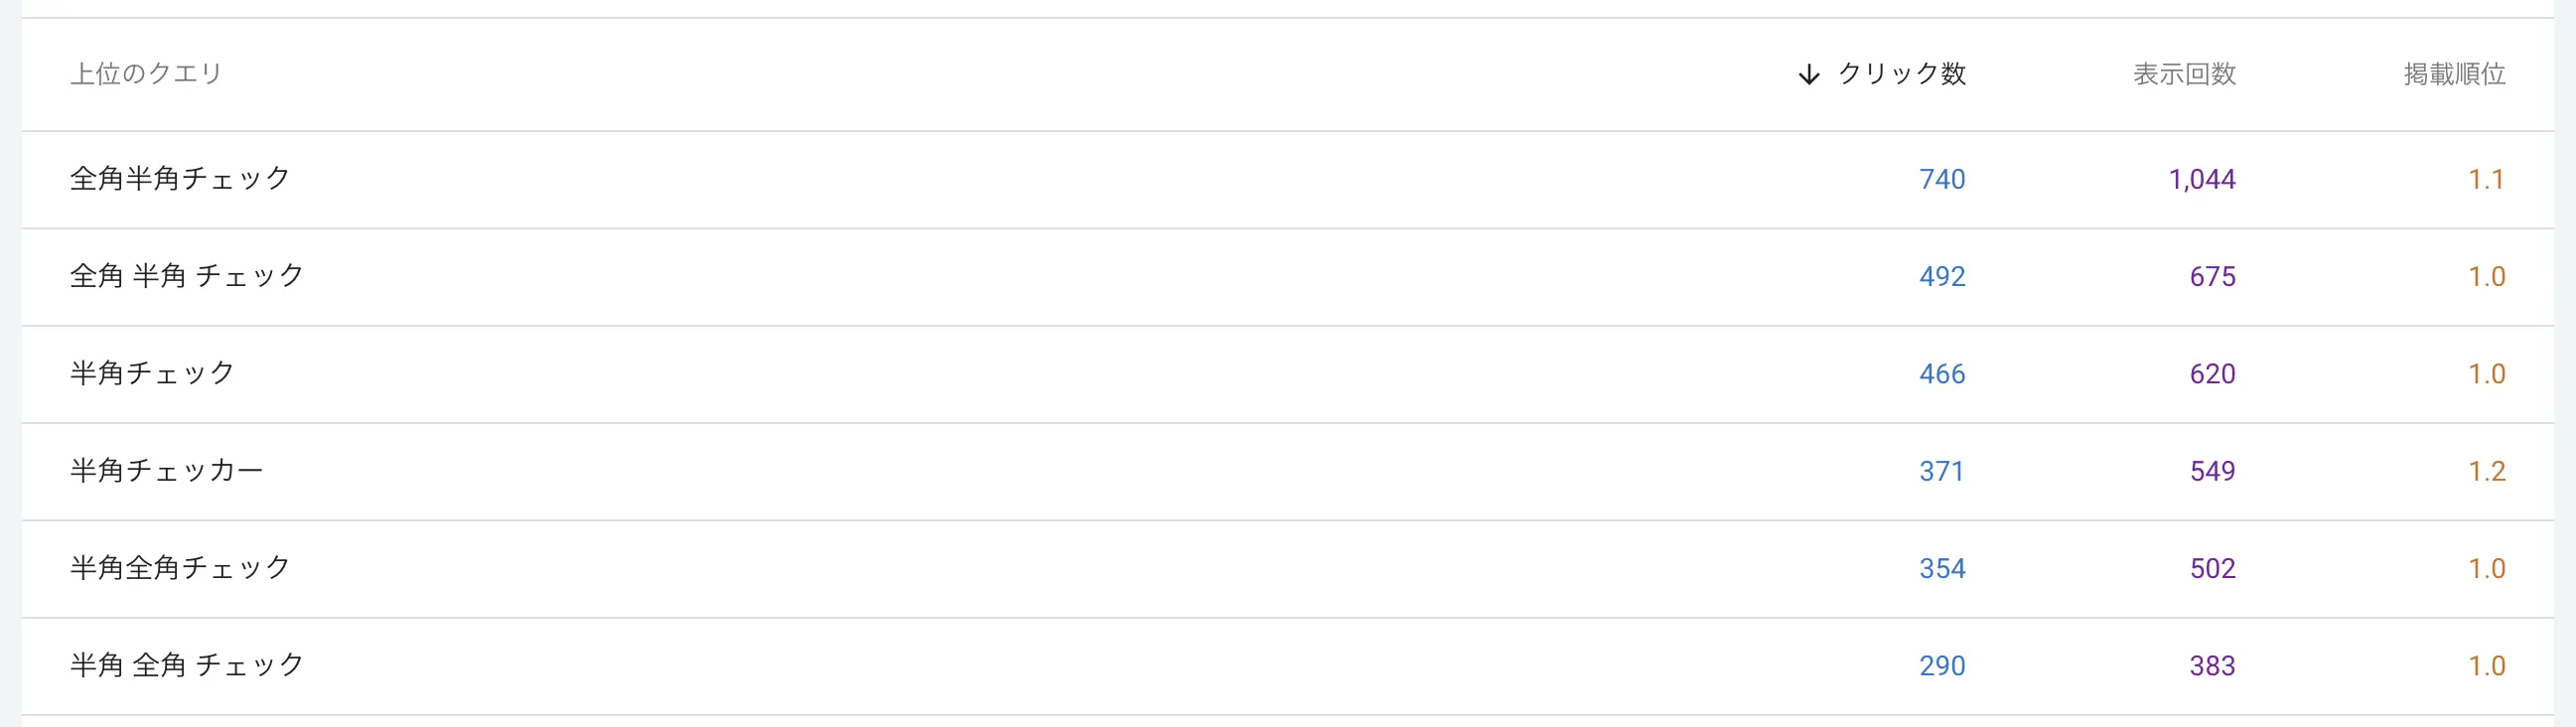 上位のクエリ ↓ クリック数 表示回数 掲載順位
全角半角チェック 740 1,044 1.1
全角 半角 チェック 492 675 1.0
半角チェック 466 620 1.0
半角チェッカー 371 549 1.2
半角全角チェック 354 502 1.0
半角 全角 チェック 290 383 1.0